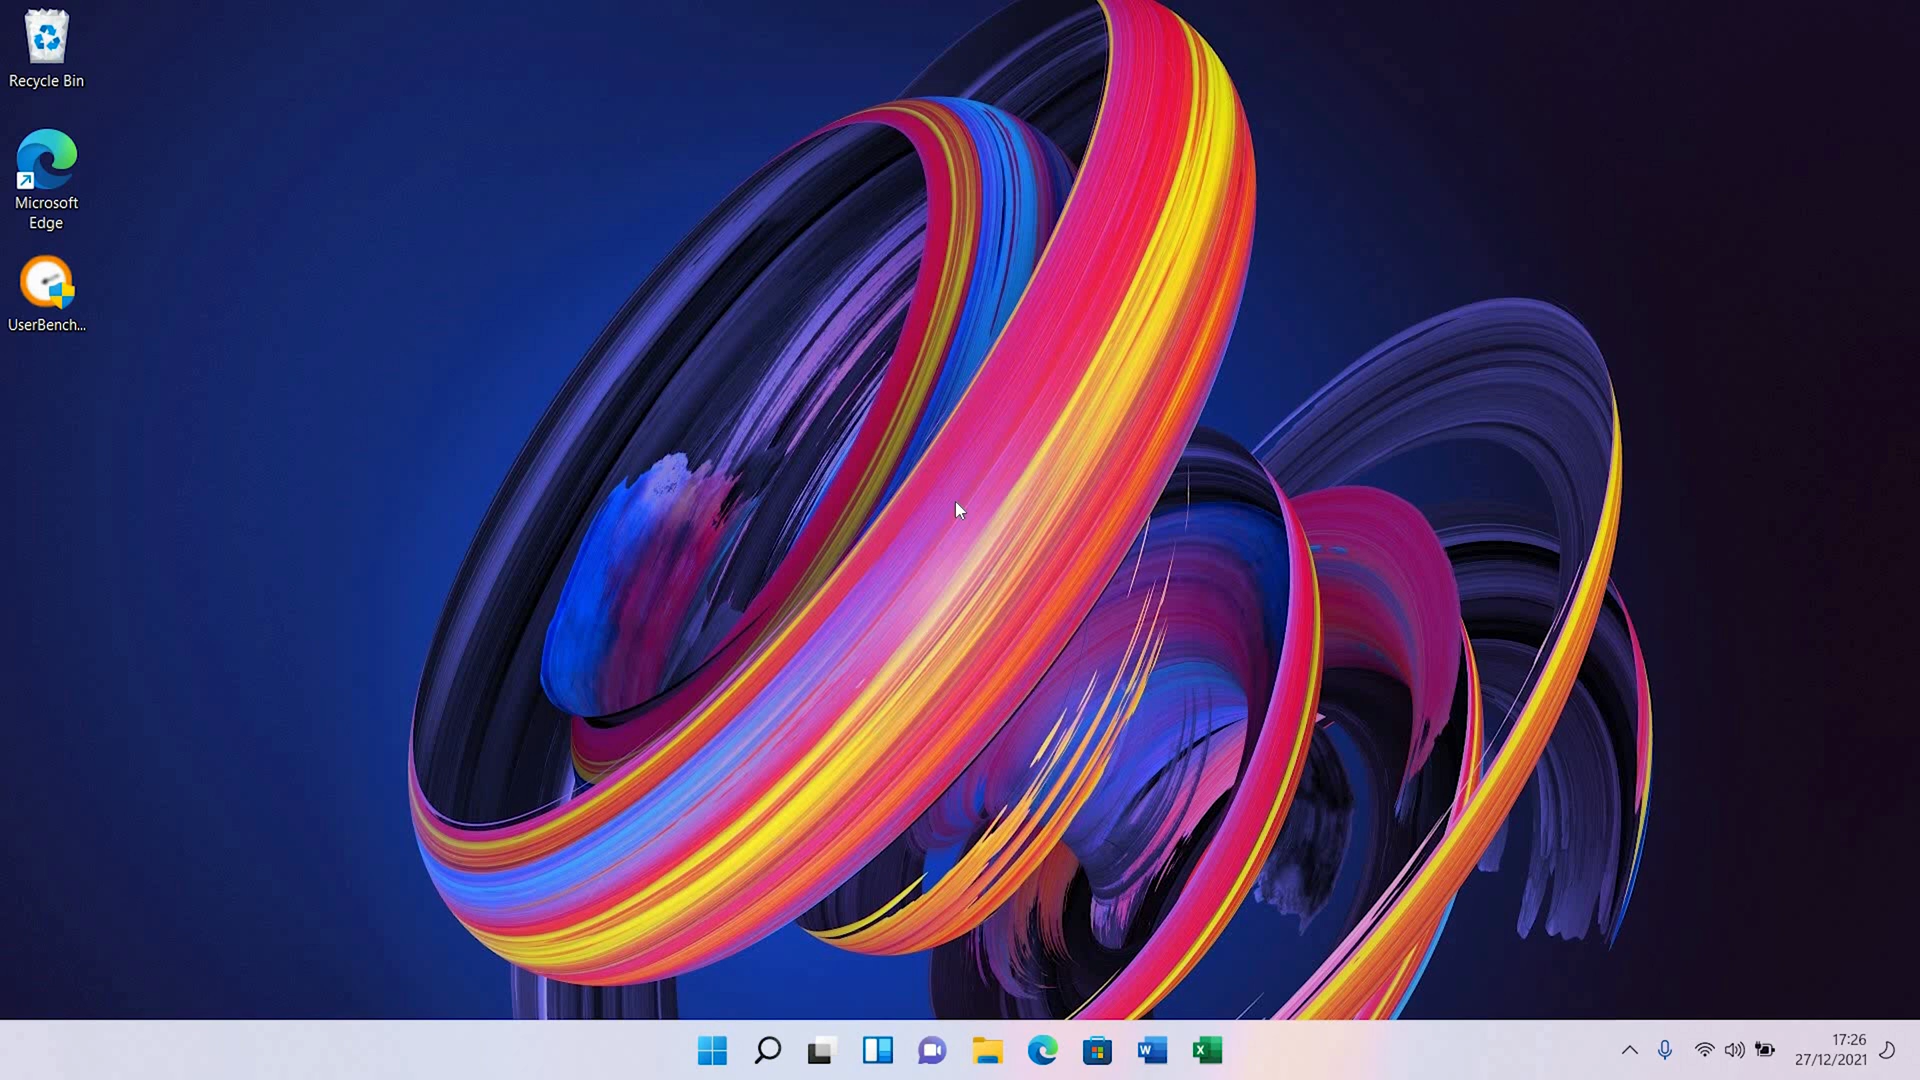 Recycle Bin
Microsoft
Edge
UserBench...
W
X
17:26
27/12/2021